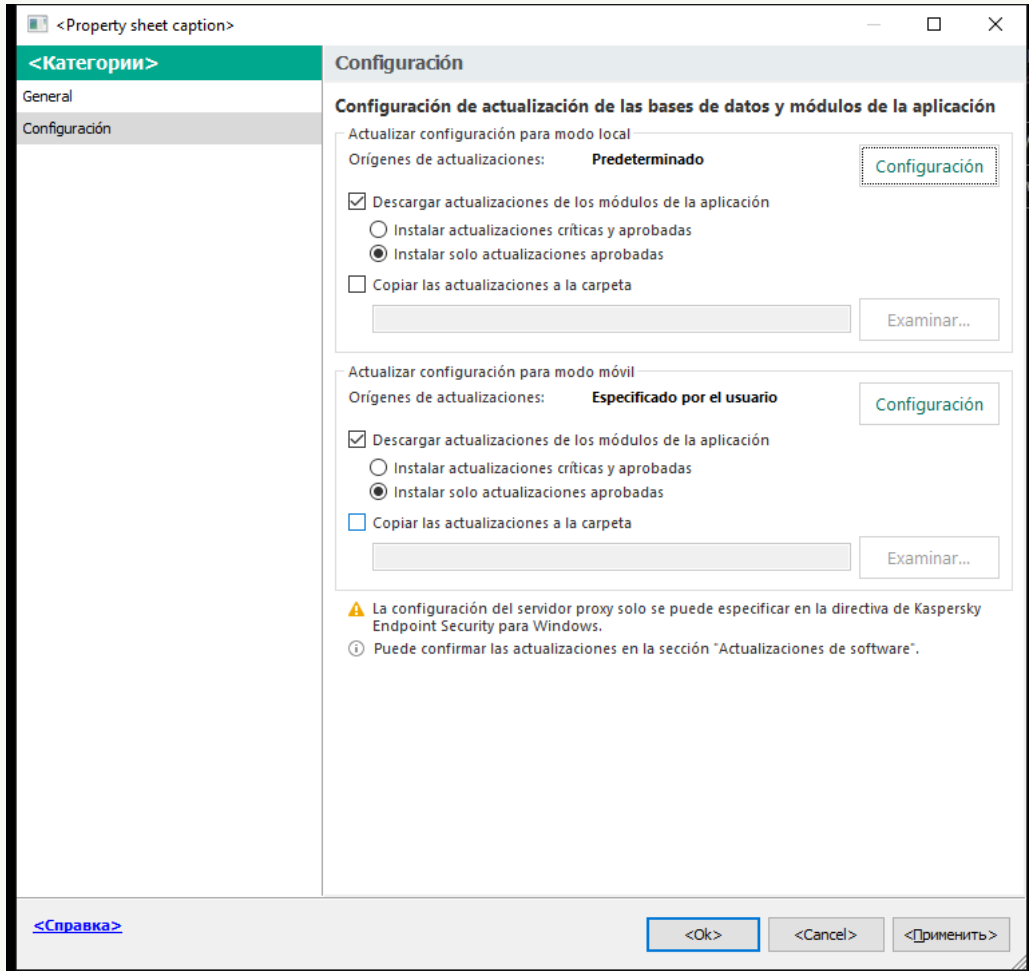 <Property sheet caption>
<Категории>
General
Configuración
Configuración
Configuración de actualización de las bases de datos y módulos de la aplicación
Actualizar configuración para modo local
Orígenes de actualizaciones: Predeterminado
Configuración
Descargar actualizaciones de los módulos de la aplicación
Instalar actualizaciones críticas y aprobadas
Instalar solo actualizaciones aprobadas
Copiar las actualizaciones a la carpeta
Examinar...
Actualizar configuración para modo móvil
Orígenes de actualizaciones: Especificado por el usuario
Configuración
Descargar actualizaciones de los módulos de la aplicación
Instalar actualizaciones críticas y aprobadas
Instalar solo actualizaciones aprobadas
Copiar las actualizaciones a la carpeta
Examinar...
La configuración del servidor proxy solo se puede especificar en la directiva de Kaspersky
Endpoint Security para Windows.
Puede confirmar las actualizaciones en la sección "Actualizaciones de software".
<Справка>
<Ok> <Cancel> <Применить>